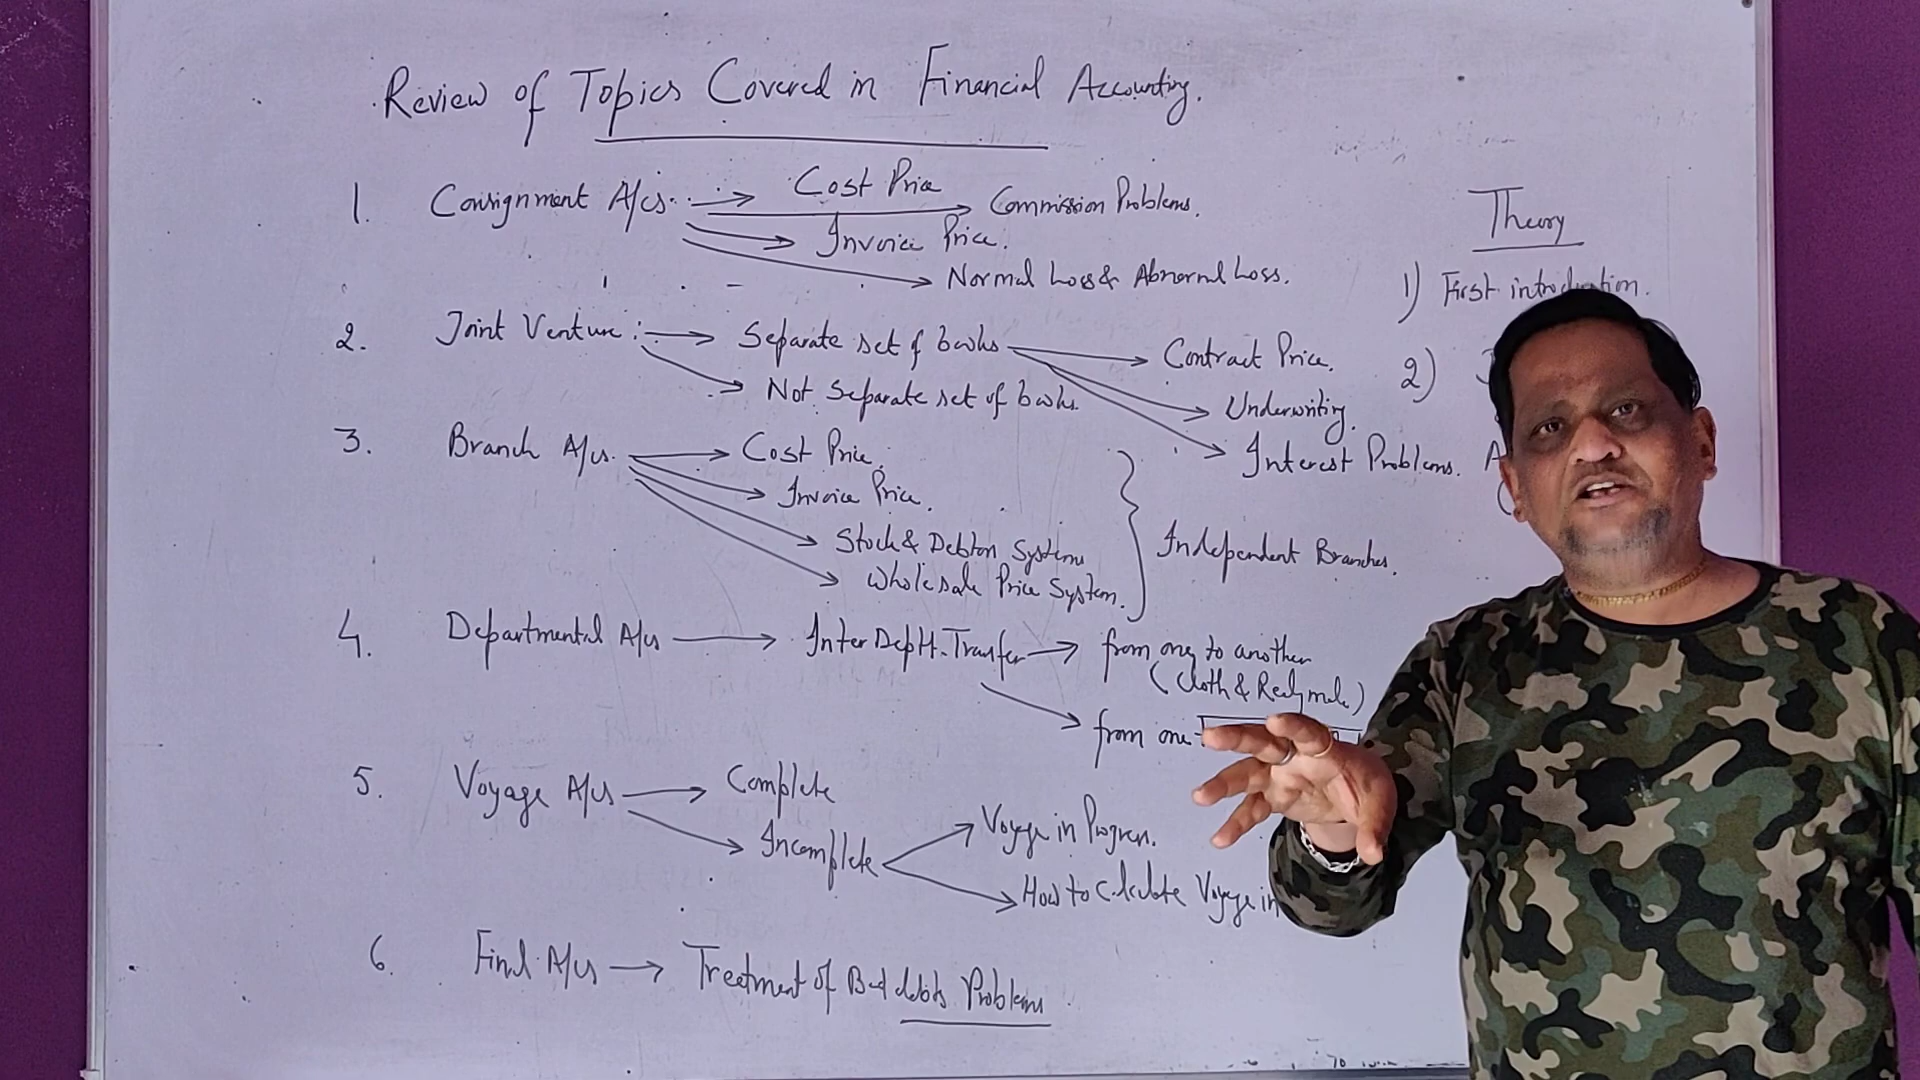 Review of Topics Covered in Financial Accounting.
1. Consignment A/cs. → Cost Price
→ Commission Problems.
→ Invoice Price.
→ Normal Loss & Abnormal Loss.
2. Joint Venture : → Separate set of books → Contract Price.
→ Underwriting.
→ Interest Problems.
→ Not Separate set of books.
3. Branch A/cs. → Cost Price.
→ Invoice Price.
→ Stock & Debtors System
→ Wholesale Price System.
} Independent Branches.
4. Departmental A/cs → Inter Deptt. Transfer → from one to another
(Cloth & Readymade)
→ from one
5. Voyage A/cs → Complete
→ Incomplete → Voyage in Progress.
→ How to Calculate Voyage in
6. Final A/cs → Treatment of Bad debts Problems
Theory
1) First introduction.
2)